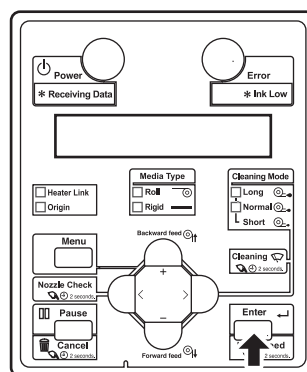 Power
Error
* Receiving Data
* Ink Low
Media Type
Cleaning Mode
Heater Link
Origin
Roll
Rigid
Long
Normal
Short
Menu
Backward feed
Cleaning
2 seconds.
Nozzle Check
2 seconds.
+
< >
−
Pause
Enter
Cancel
2 seconds.
Forward feed